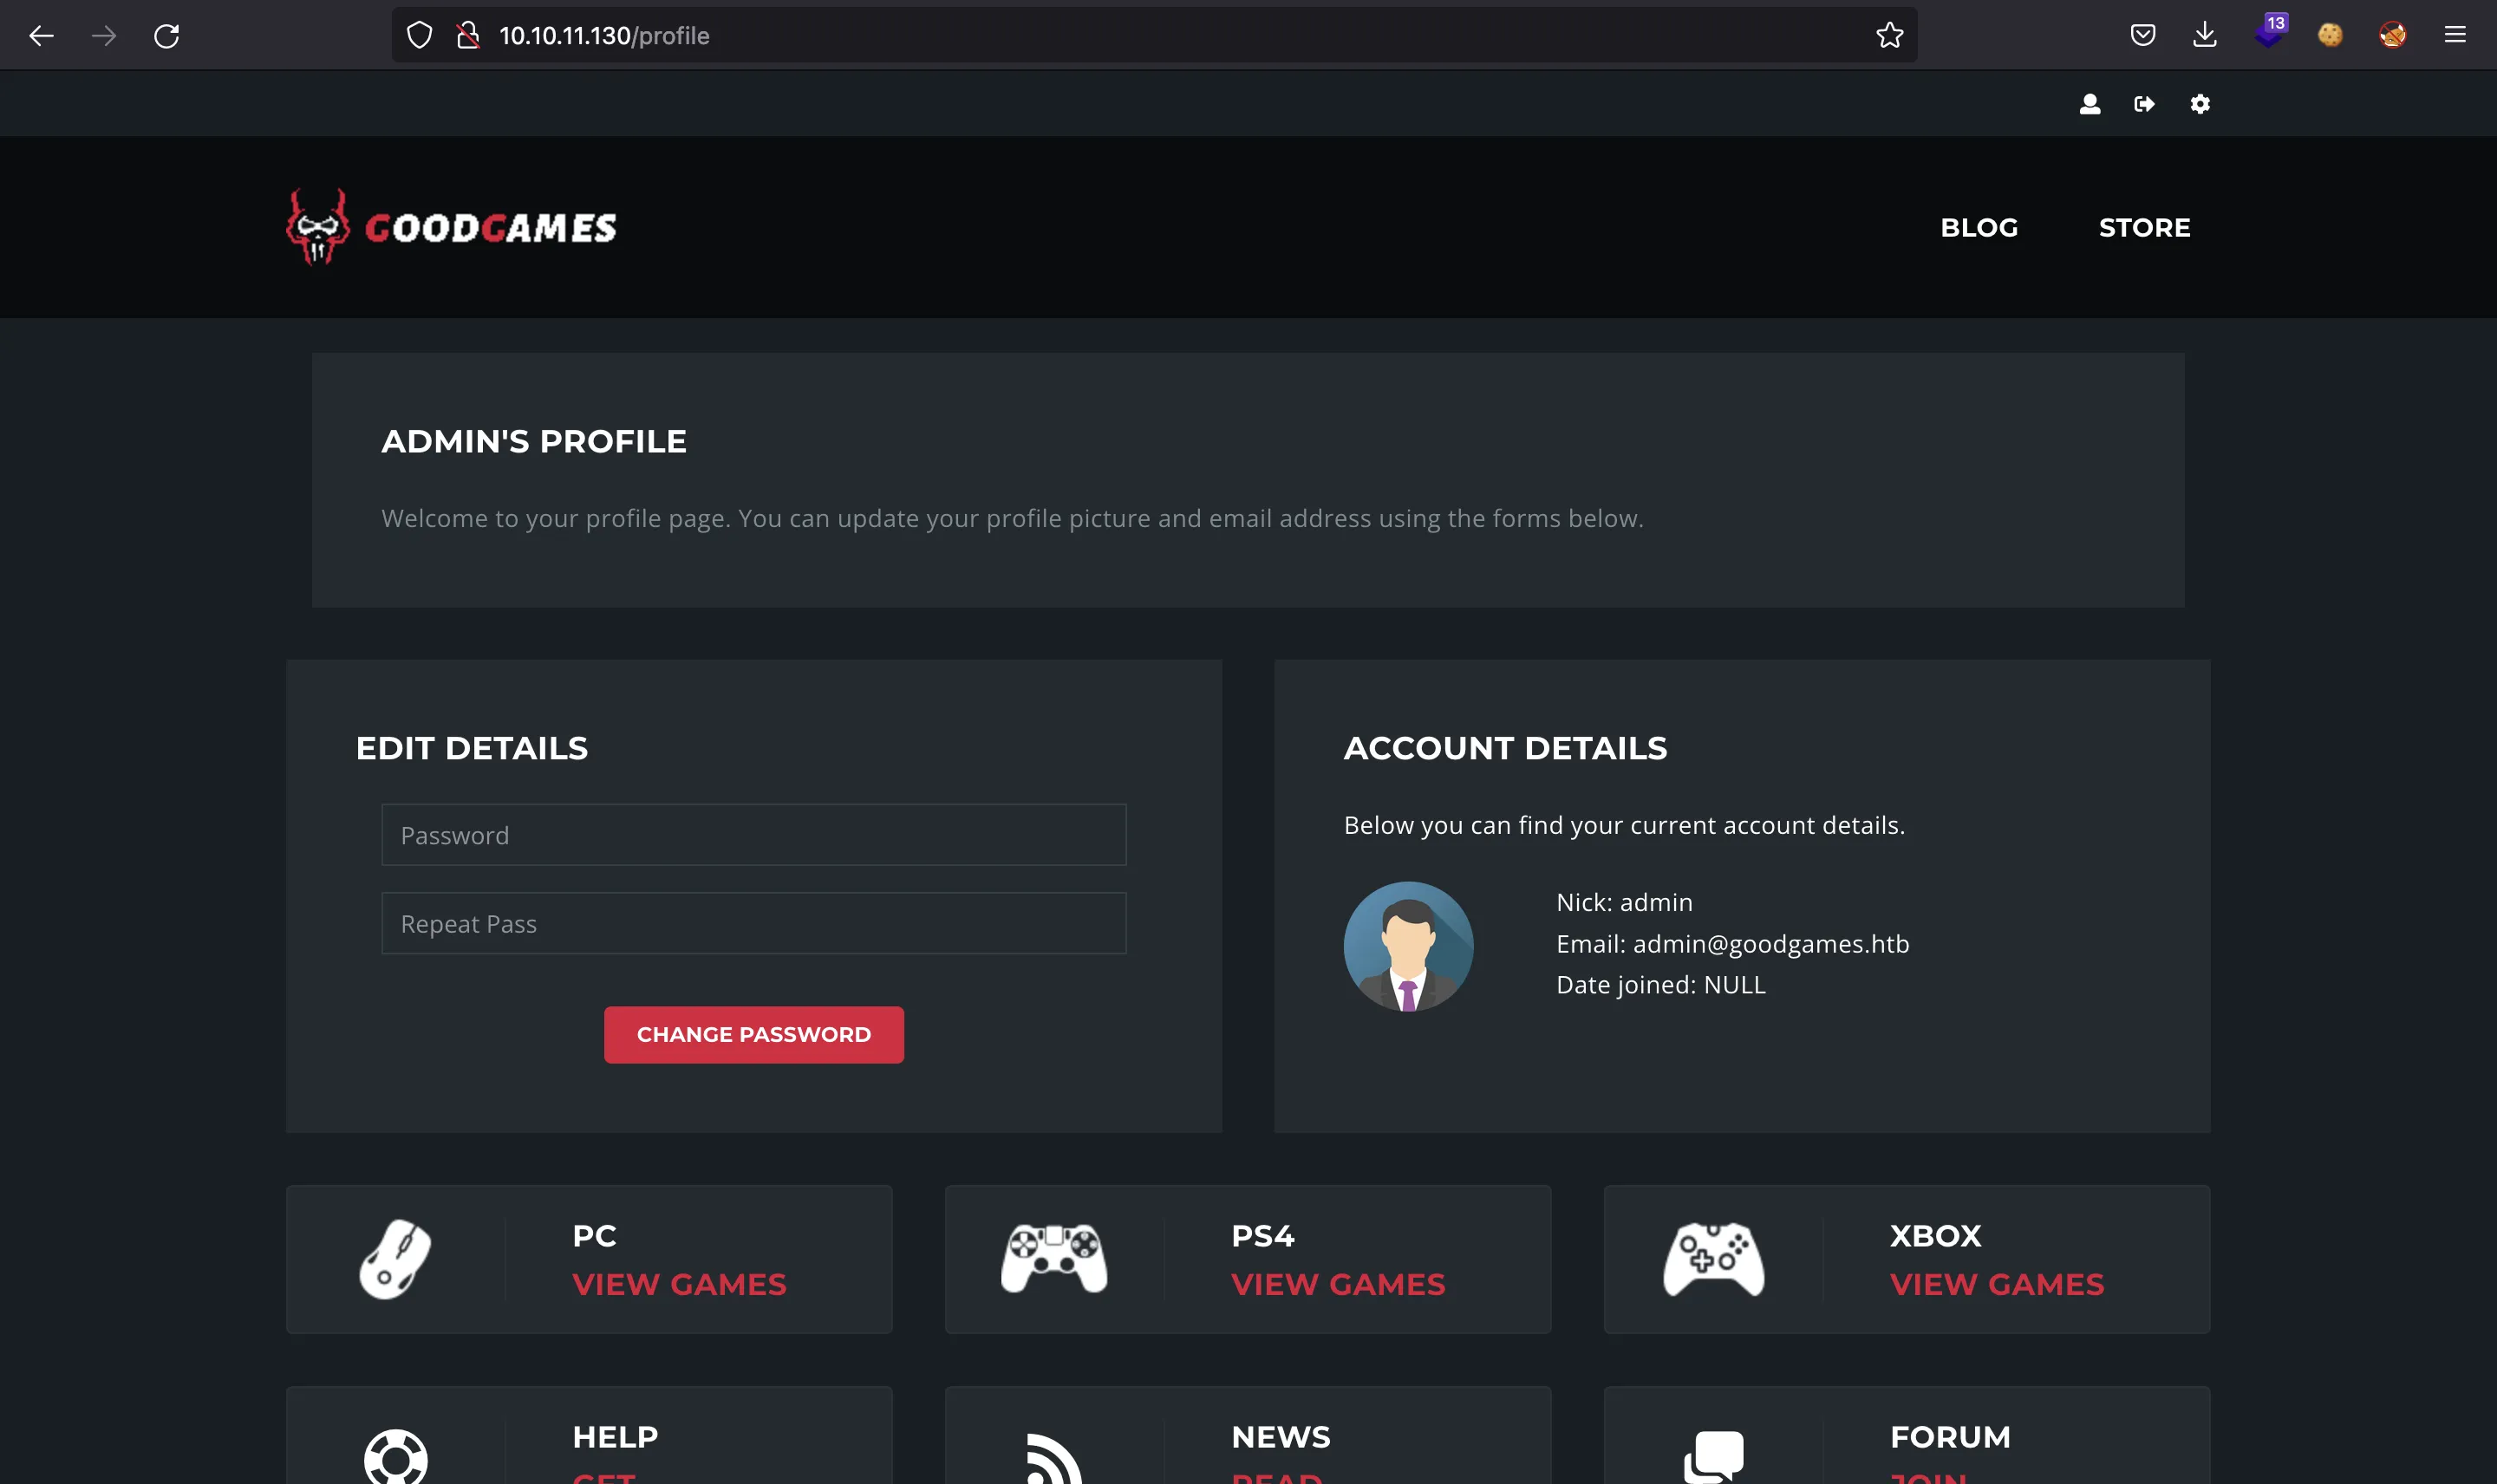 10.10.11.130/profile
13
GOODGAMES
BLOG STORE
ADMIN'S PROFILE
Welcome to your profile page. You can update your profile picture and email address using the forms below.
EDIT DETAILS
Password
Repeat Pass
CHANGE PASSWORD
ACCOUNT DETAILS
Below you can find your current account details.
Nick: admin
Email: admin@goodgames.htb
Date joined: NULL
PC
VIEW GAMES
PS4
VIEW GAMES
XBOX
VIEW GAMES
HELP
GET
NEWS
READ
FORUM
JOIN